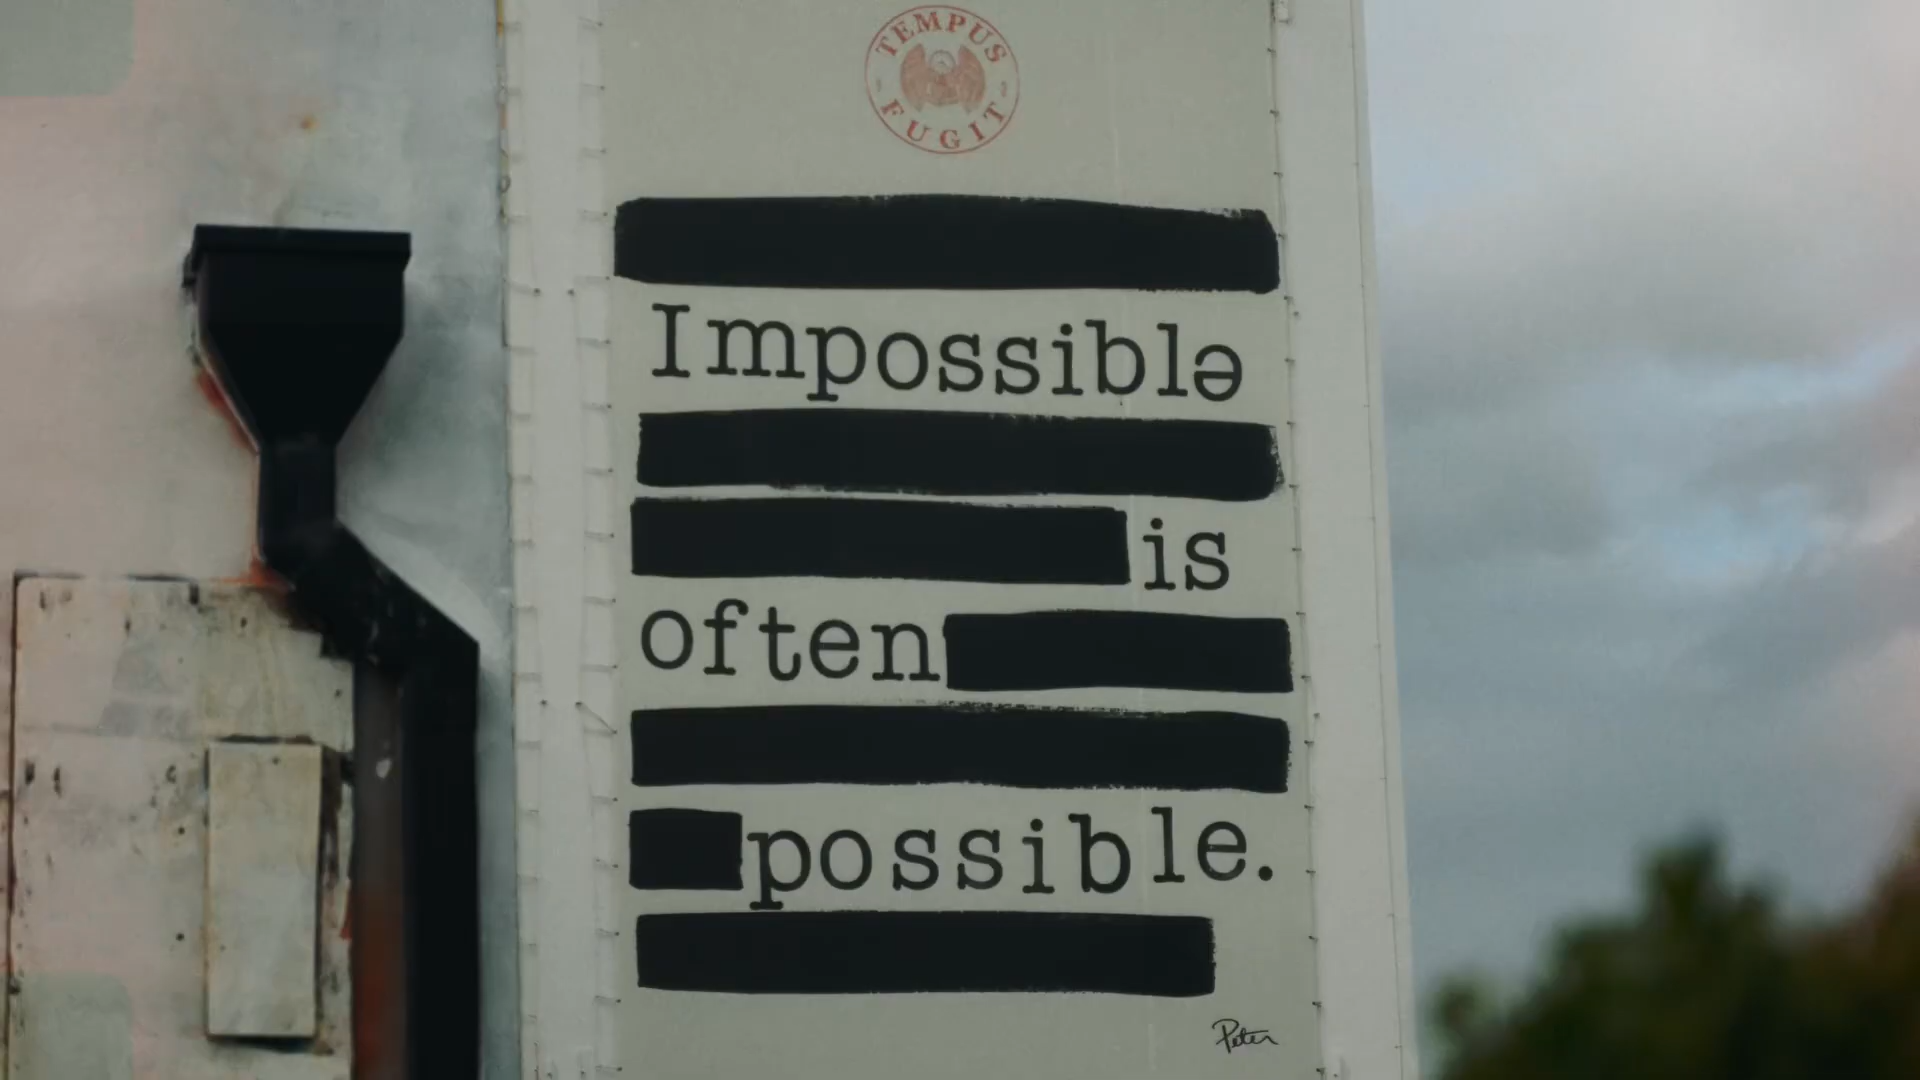 TEMPUS
FUGIT
Impossiblə
is
often
possible.
Peter